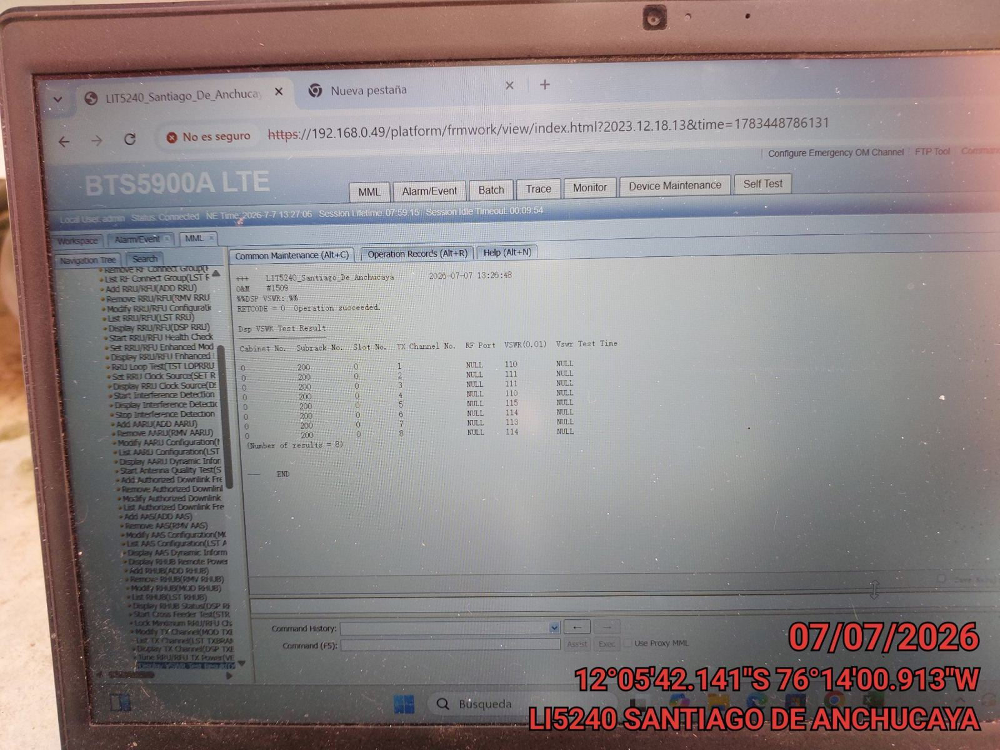 LIT5240_Santiago_De_Anchuca
Nueva pestaña
No es seguro https://192.168.0.49/platform/frmwork/view/index.html?2023.12.18.13&time=1783448786131
Configure Emergency OM Channel FTP Tool
BTS5900A LTE
MML Alarm/Event Batch Trace Monitor Device Maintenance Self Test
Local User: admin Status: Connected NE Time: 2026-7-7 13:27:06 Session Lifetime: 07:59:15 Session Idle Timeout: 00:09:54
Workspace Alarm/Event MML
Navigation Tree Search
Remove RF Connect Group(
List RF Connect Group(LST
Add RRU/RFU(ADD RRU)
Remove RRU/RFU(RMV RRU
Modify RRU/RFU Configurati
List RRU/RFU(LST RRU)
Display RRU/RFU(DSP RRU)
Start RRU/RFU Health Check
Set RRU/RFU Enhanced Mod
Display RRU/RFU Enhanced
RRU Loop Test(TST LOPRRU
Set RRU Clock Source(SET R
Display RRU Clock Source(DS
Start Interference Detection
Display Interference Detectic
Stop Interference Detection
Add AARU(ADD AARU)
Remove AARU(RMV AARU)
Modify AARU Configuration(
List AARU Configuration(LST
Display AARU Dynamic Infor
Start Antenna Quality Test(S
Add Authorized Downlink Fre
Remove Authorized Downlinl
Modify Authorized Downlink
List Authorized Downlink Fre
Add AAS(ADD AAS)
Remove AAS(RMV AAS)
Modify AAS Configuration(M
List AAS Configuration(LST A
Display AAS Dynamic Inform
Display RHUB Remote Power
Add RHUB(ADD RHUB)
Remove RHUB(RMV RHUB)
Modify RHUB(MOD RHUB)
List RHUB(LST RHUB)
Display RHUB Status(DSP RH
Start Cross Feeder Test(STR
Lock Maximum RRU/RFU Ch
Modify TX Channel(MOD TXE
List TX Channel(LST TXBRAN
Display TX Channel(DSP TXE
Tune RRU/RFU TX Power(VE
Display VSWR Test Result(D
Common Maintenance (Alt+C) Operation Records (Alt+R) Help (Alt+N)
+++ LIT5240_Santiago_De_Anchucaya 2026-07-07 13:26:48
O&M #1509
%%DSP VSWR:;%%
RETCODE = 0 Operation succeeded.
Dsp VSWR Test Result
Cabinet No. Subrack No. Slot No. TX Channel No. RF Port VSWR(0.01) Vswr Test Time
0 200 0 1 NULL 110 NULL
0 200 0 2 NULL 111 NULL
0 200 0 3 NULL 111 NULL
0 200 0 4 NULL 110 NULL
0 200 0 5 NULL 115 NULL
0 200 0 6 NULL 114 NULL
0 200 0 7 NULL 113 NULL
0 200 0 8 NULL 114 NULL
(Number of results = 8)
--- END
Command History:
Command (F5): Assist Exec Use Proxy MML
Búsqueda
07/07/2026
12°05'42.141"S 76°14'00.913"W
LI5240 SANTIAGO DE ANCHUCAYA